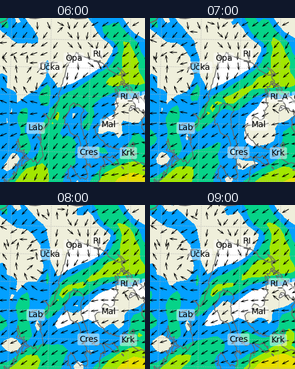 06:00 07:00
Opa RI Opa RI
Učka Učka
RI_A RI_A
Lab Mal Lab Mal
Cres Krk Cres Krk
08:00 09:00
Opa RI Opa RI
Učka Učka
RI_A RI_A
Lab Mal Lab Mal
Cres Krk Cres Krk